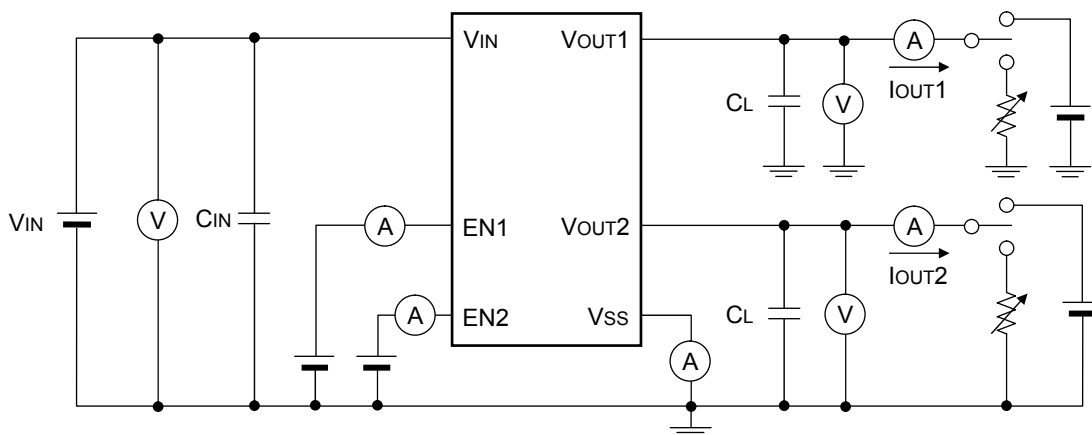 VIN
VOUT1
A
IOUT1
CL
V
VIN
V
CIN
A
EN1
VOUT2
A
IOUT2
A
EN2
VSS
CL
V
A